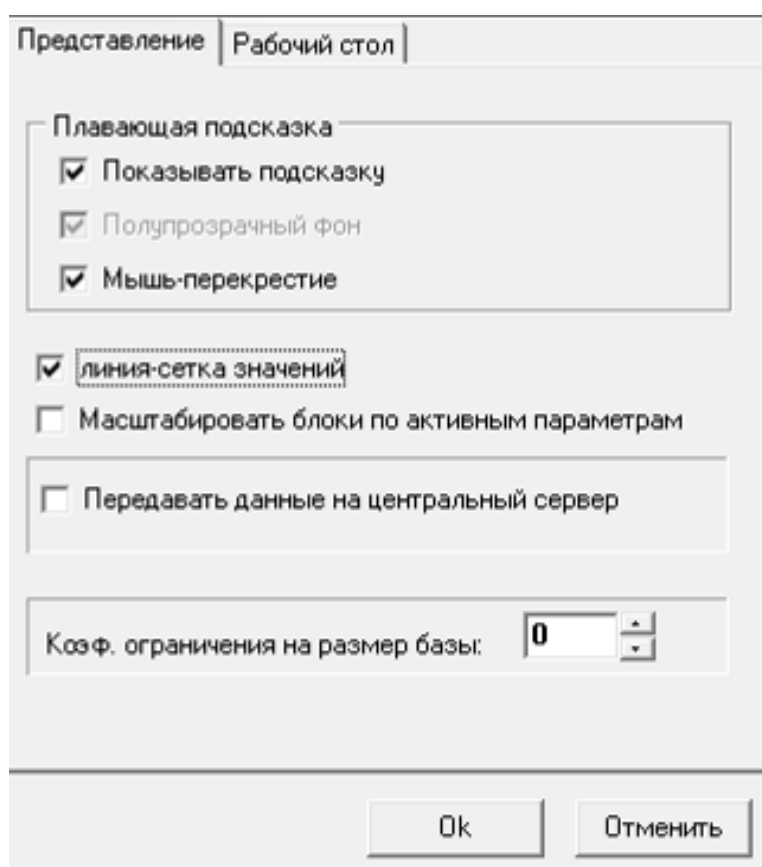 Представление Рабочий стол
Плавающая подсказка
Показывать подсказку
Полупрозрачный фон
Мышь-перекрестие
линия-сетка значений
Масштабировать блоки по активным параметрам
Передавать данные на центральный сервер
Коэф. ограничения на размер базы: 0
Ok Отменить